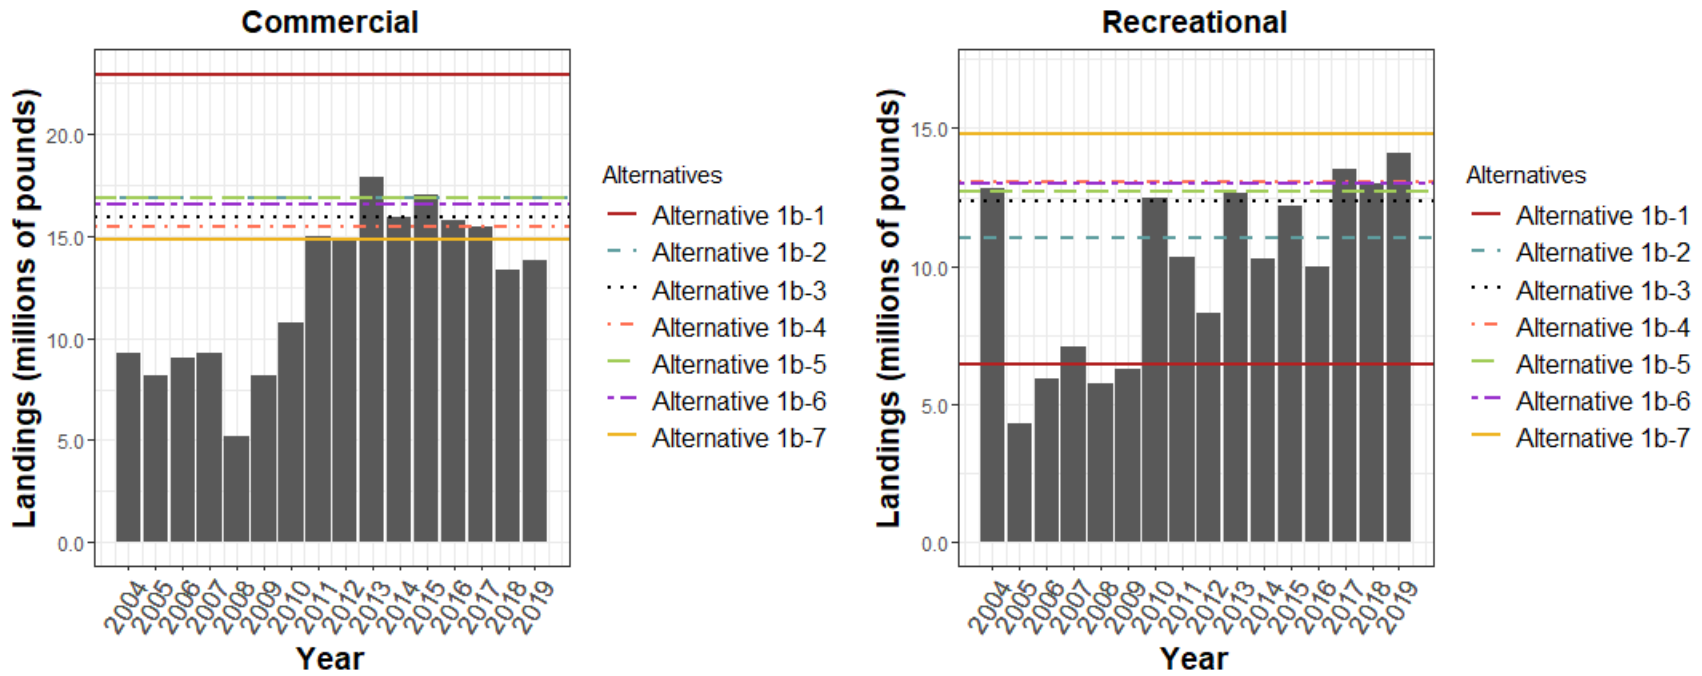 Commercial
Landings (millions of pounds)
20.0
15.0
10.0
5.0
0.0
2004
2005
2006
2007
2008
2009
2010
2011
2012
2013
2014
2015
2016
2017
2018
2019
Year
Alternatives
Alternative 1b-1
Alternative 1b-2
Alternative 1b-3
Alternative 1b-4
Alternative 1b-5
Alternative 1b-6
Alternative 1b-7
Recreational
Landings (millions of pounds)
15.0
10.0
5.0
0.0
2004
2005
2006
2007
2008
2009
2010
2011
2012
2013
2014
2015
2016
2017
2018
2019
Year
Alternatives
Alternative 1b-1
Alternative 1b-2
Alternative 1b-3
Alternative 1b-4
Alternative 1b-5
Alternative 1b-6
Alternative 1b-7